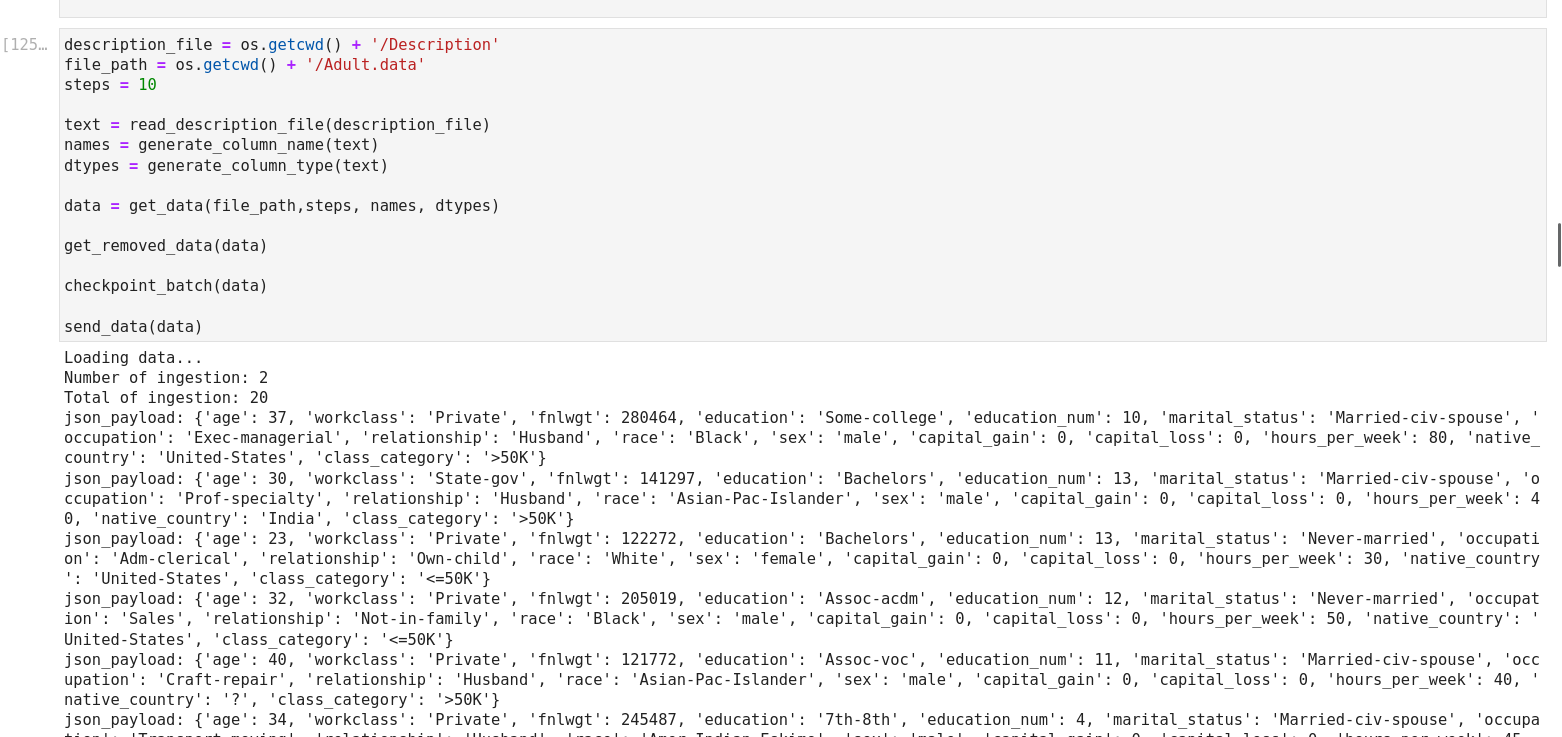 [125…
description_file = os.getcwd() + '/Description'
file_path = os.getcwd() + '/Adult.data'
steps = 10
text = read_description_file(description_file)
names = generate_column_name(text)
dtypes = generate_column_type(text)
data = get_data(file_path,steps, names, dtypes)
get_removed_data(data)
checkpoint_batch(data)
send_data(data)
Loading data...
Number of ingestion: 2
Total of ingestion: 20
json_payload: {'age': 37, 'workclass': 'Private', 'fnlwgt': 280464, 'education': 'Some-college', 'education_num': 10, 'marital_status': 'Married-civ-spouse', '
occupation': 'Exec-managerial', 'relationship': 'Husband', 'race': 'Black', 'sex': 'male', 'capital_gain': 0, 'capital_loss': 0, 'hours_per_week': 80, 'native_
country': 'United-States', 'class_category': '>50K'}
json_payload: {'age': 30, 'workclass': 'State-gov', 'fnlwgt': 141297, 'education': 'Bachelors', 'education_num': 13, 'marital_status': 'Married-civ-spouse', 'o
ccupation': 'Prof-specialty', 'relationship': 'Husband', 'race': 'Asian-Pac-Islander', 'sex': 'male', 'capital_gain': 0, 'capital_loss': 0, 'hours_per_week': 4
0, 'native_country': 'India', 'class_category': '>50K'}
json_payload: {'age': 23, 'workclass': 'Private', 'fnlwgt': 122272, 'education': 'Bachelors', 'education_num': 13, 'marital_status': 'Never-married', 'occupati
on': 'Adm-clerical', 'relationship': 'Own-child', 'race': 'White', 'sex': 'female', 'capital_gain': 0, 'capital_loss': 0, 'hours_per_week': 30, 'native_country
': 'United-States', 'class_category': '<=50K'}
json_payload: {'age': 32, 'workclass': 'Private', 'fnlwgt': 205019, 'education': 'Assoc-acdm', 'education_num': 12, 'marital_status': 'Never-married', 'occupat
ion': 'Sales', 'relationship': 'Not-in-family', 'race': 'Black', 'sex': 'male', 'capital_gain': 0, 'capital_loss': 0, 'hours_per_week': 50, 'native_country': '
United-States', 'class_category': '<=50K'}
json_payload: {'age': 40, 'workclass': 'Private', 'fnlwgt': 121772, 'education': 'Assoc-voc', 'education_num': 11, 'marital_status': 'Married-civ-spouse', 'occ
upation': 'Craft-repair', 'relationship': 'Husband', 'race': 'Asian-Pac-Islander', 'sex': 'male', 'capital_gain': 0, 'capital_loss': 0, 'hours_per_week': 40, '
native_country': '?', 'class_category': '>50K'}
json_payload: {'age': 34, 'workclass': 'Private', 'fnlwgt': 245487, 'education': '7th-8th', 'education_num': 4, 'marital_status': 'Married-civ-spouse', 'occupa